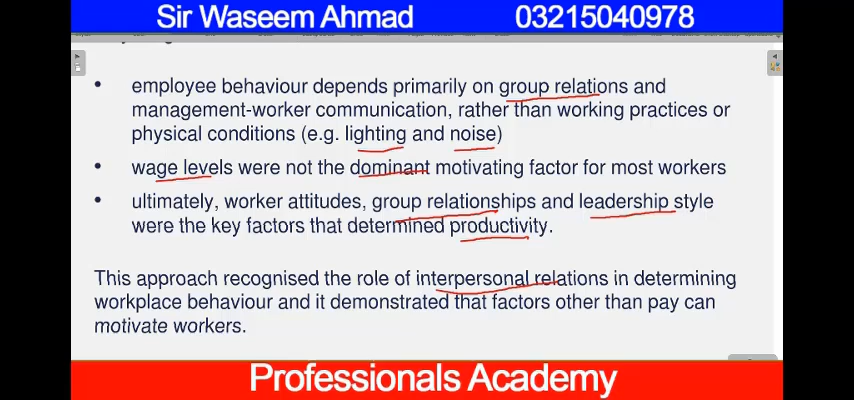 Sir Waseem Ahmad 03215040978
• employee behaviour depends primarily on group relations and
management-worker communication, rather than working practices or
physical conditions (e.g. lighting and noise)
• wage levels were not the dominant motivating factor for most workers
• ultimately, worker attitudes, group relationships and leadership style
were the key factors that determined productivity.
This approach recognised the role of interpersonal relations in determining
workplace behaviour and it demonstrated that factors other than pay can
motivate workers.
Professionals Academy